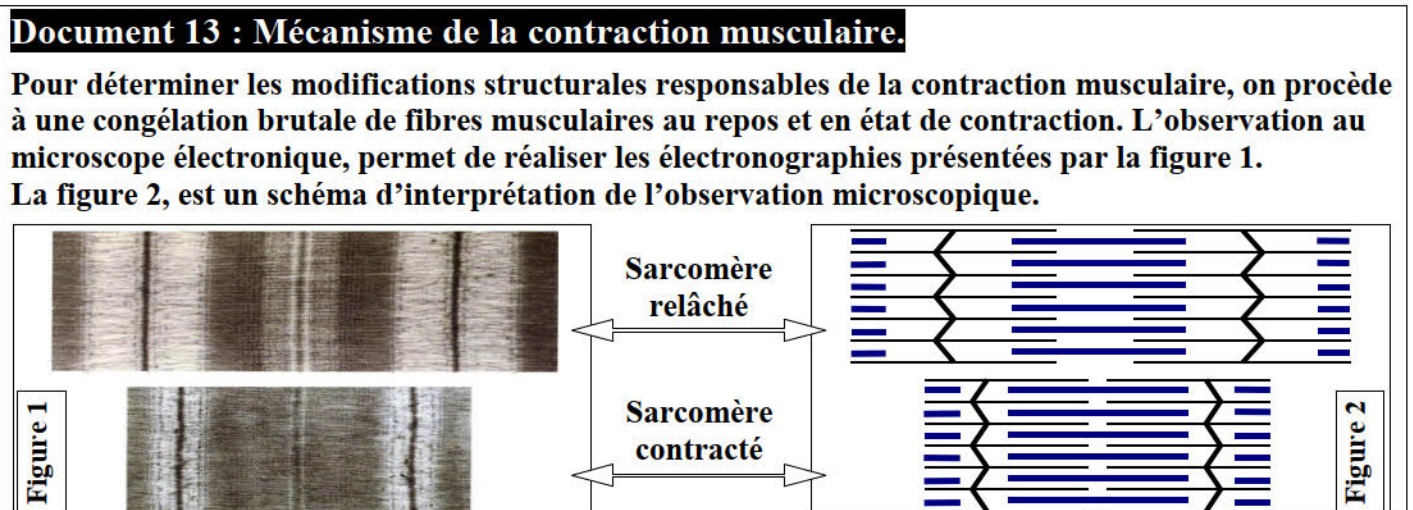 Document 13 : Mécanisme de la contraction musculaire.
Pour déterminer les modifications structurales responsables de la contraction musculaire, on procède
à une congélation brutale de fibres musculaires au repos et en état de contraction. L’observation au
microscope électronique, permet de réaliser les électronographies présentées par la figure 1.
La figure 2, est un schéma d’interprétation de l’observation microscopique.
Sarcomère
relâché
Figure 1
Sarcomère
contracté
Figure 2